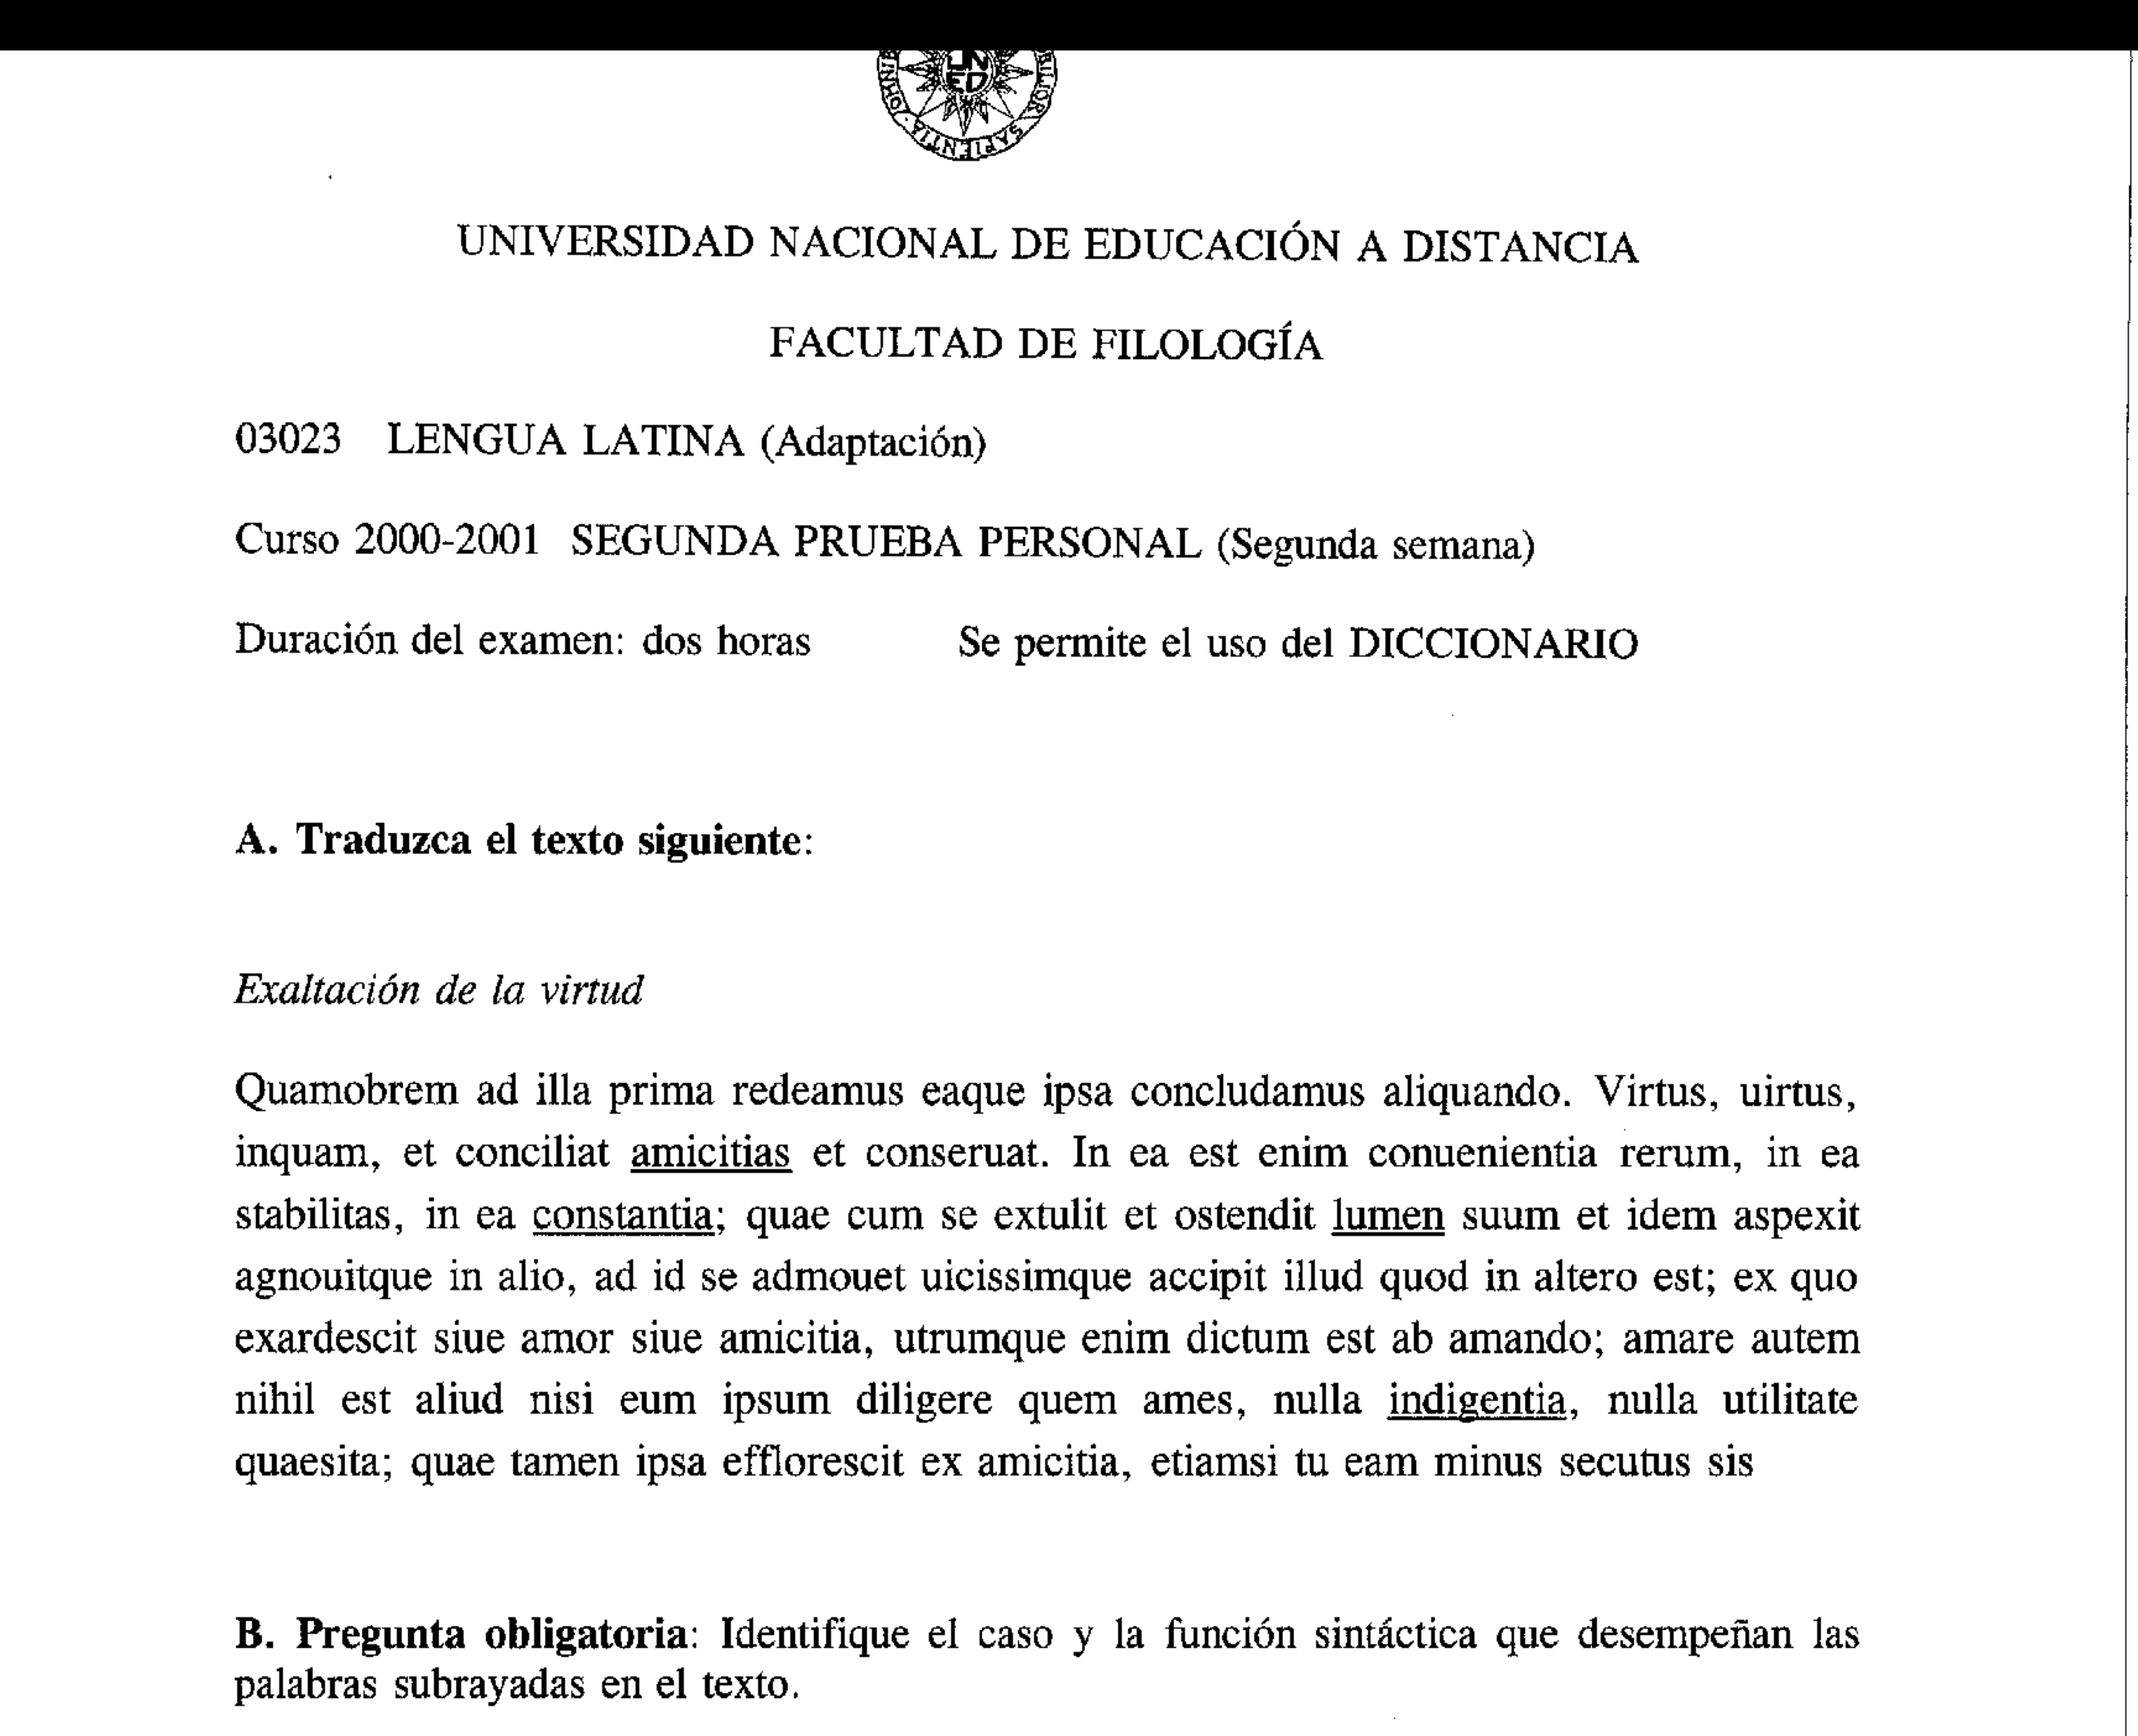 UN
ED
OMNI
BILIOR SAPIENTIA
UNIVERSIDAD NACIONAL DE EDUCACIÓN A DISTANCIA
FACULTAD DE FILOLOGÍA
03023 LENGUA LATINA (Adaptación)
Curso 2000-2001 SEGUNDA PRUEBA PERSONAL (Segunda semana)
Duración del examen: dos horas Se permite el uso del DICCIONARIO
A. Traduzca el texto siguiente:
Exaltación de la virtud
Quamobrem ad illa prima redeamus eaque ipsa concludamus aliquando. Virtus, uirtus,
inquam, et conciliat amicitias et conseruat. In ea est enim conuenientia rerum, in ea
stabilitas, in ea constantia; quae cum se extulit et ostendit lumen suum et idem aspexit
agnouitque in alio, ad id se admouet uicissimque accipit illud quod in altero est; ex quo
exardescit siue amor siue amicitia, utrumque enim dictum est ab amando; amare autem
nihil est aliud nisi eum ipsum diligere quem ames, nulla indigentia, nulla utilitate
quaesita; quae tamen ipsa efflorescit ex amicitia, etiamsi tu eam minus secutus sis
B. Pregunta obligatoria: Identifique el caso y la función sintáctica que desempeñan las
palabras subrayadas en el texto.